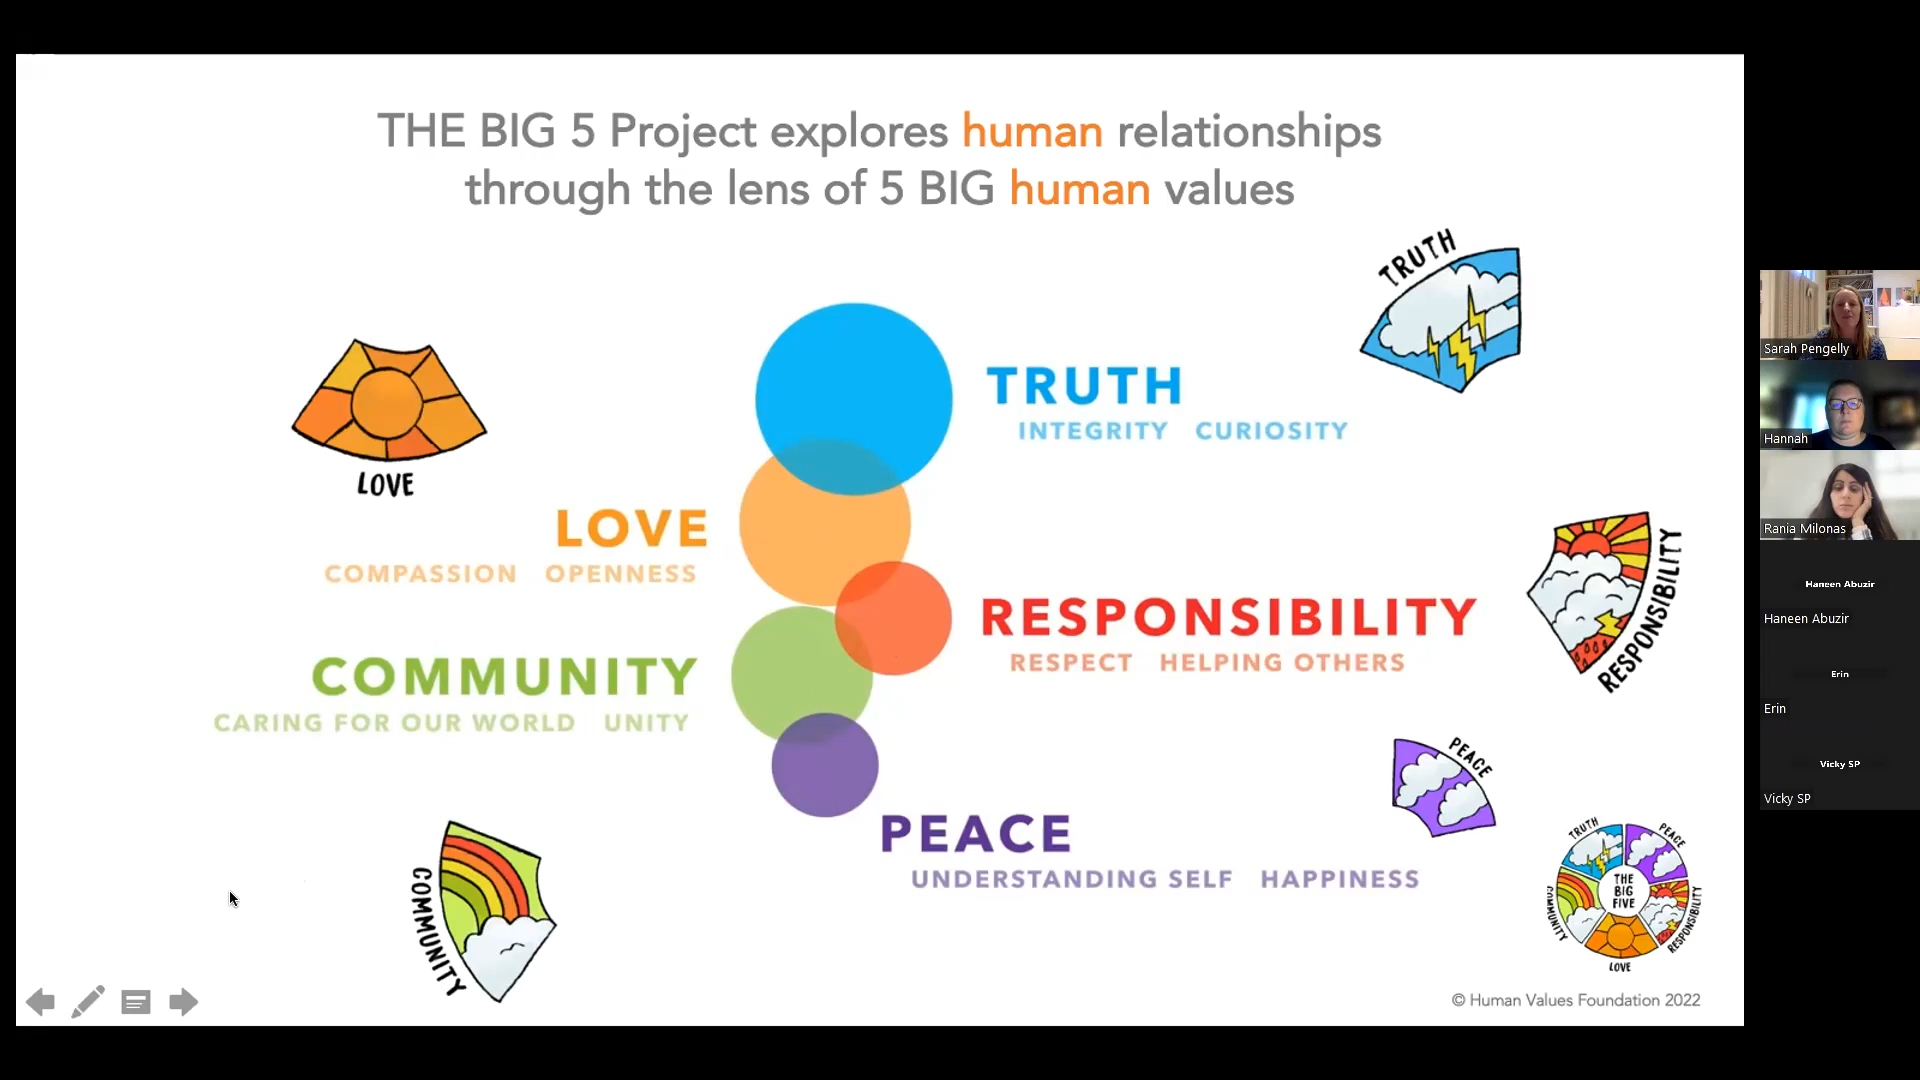 THE BIG 5 Project explores human relationships
through the lens of 5 BIG human values
TRUTH
LOVE
TRUTH
INTEGRITY CURIOSITY
LOVE
COMPASSION OPENNESS
RESPONSIBILITY
RESPECT HELPING OTHERS
RESPONSIBILITY
COMMUNITY
CARING FOR OUR WORLD UNITY
PEACE
PEACE
UNDERSTANDING SELF HAPPINESS
COMMUNITY
TRUTH
PEACE
THE
BIG
FIVE
COMMUNITY
RESPONSIBILITY
LOVE
© Human Values Foundation 2022
Sarah Pengelly
Hannah
Rania Milonas
Haneen Abuzir
Haneen Abuzir
Erin
Erin
Vicky SP
Vicky SP